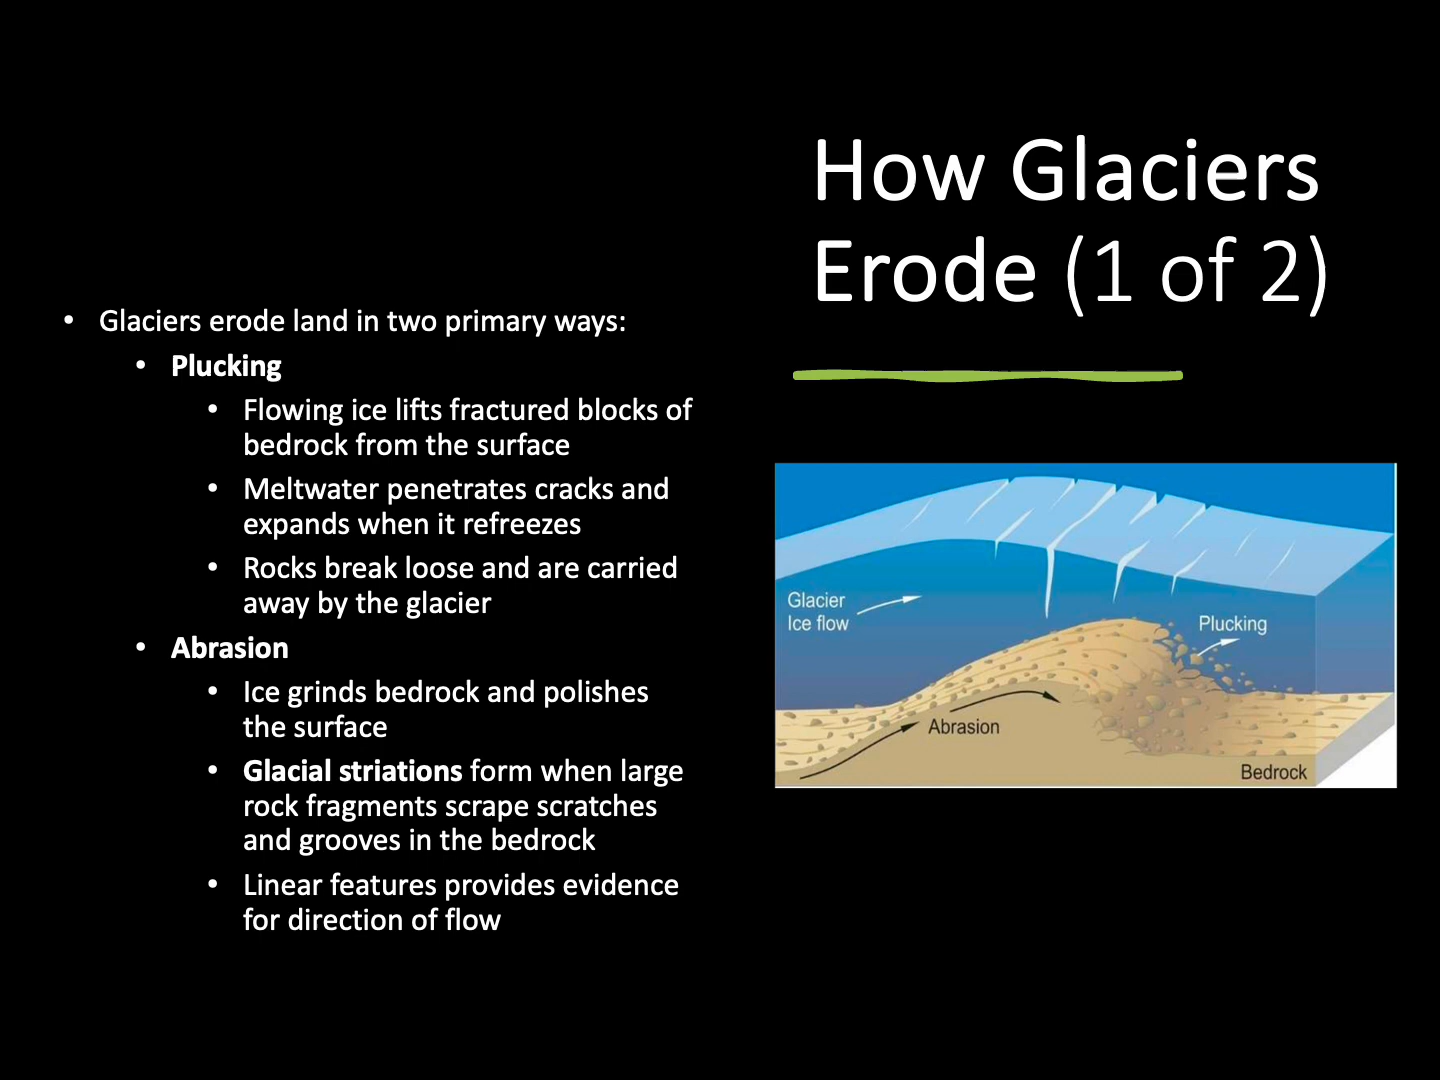 How Glaciers
Erode (1 of 2)
• Glaciers erode land in two primary ways:
• Plucking
• Flowing ice lifts fractured blocks of
bedrock from the surface
• Meltwater penetrates cracks and
expands when it refreezes
• Rocks break loose and are carried
away by the glacier
• Abrasion
• Ice grinds bedrock and polishes
the surface
• Glacial striations form when large
rock fragments scrape scratches
and grooves in the bedrock
• Linear features provides evidence
for direction of flow
Glacier
Ice flow
Plucking
Abrasion
Bedrock